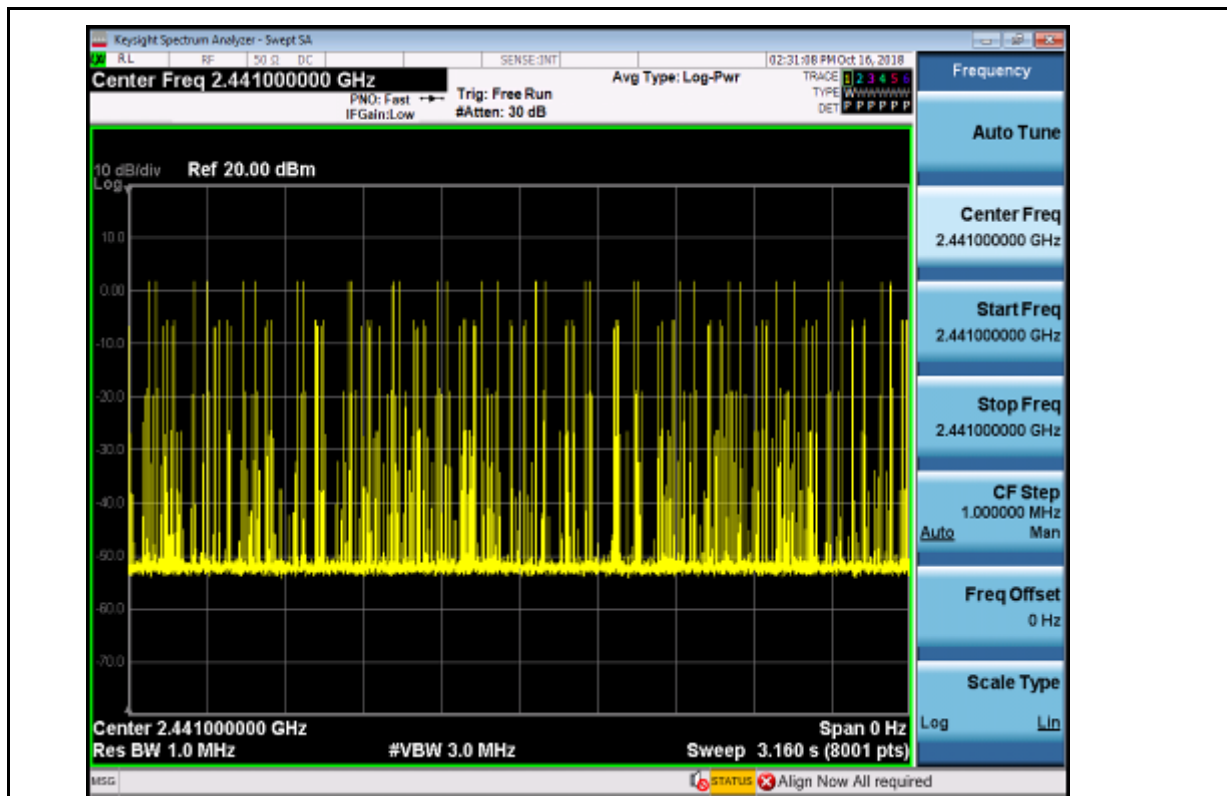 Keysight Spectrum Analyzer - Swept SA
RL RF 50 Ω DC SENSE:INT 02:31:08 PM Oct 16, 2018
Center Freq 2.441000000 GHz Avg Type: Log-Pwr TRACE 1 2 3 4 5 6
PNO: Fast Trig: Free Run TYPE
IFGain:Low #Atten: 30 dB DET P P P P P P
Frequency
Auto Tune
10 dB/div Ref 20.00 dBm
Log
10.0
0.00
-10.0
-20.0
-30.0
-40.0
-50.0
-60.0
-70.0
Center 2.441000000 GHz Span 0 Hz
Res BW 1.0 MHz #VBW 3.0 MHz Sweep 3.160 s (8001 pts)
Center Freq
2.441000000 GHz
Start Freq
2.441000000 GHz
Stop Freq
2.441000000 GHz
CF Step
1.000000 MHz
Auto Man
Freq Offset
0 Hz
Scale Type
Log Lin
MSG STATUS Align Now All required